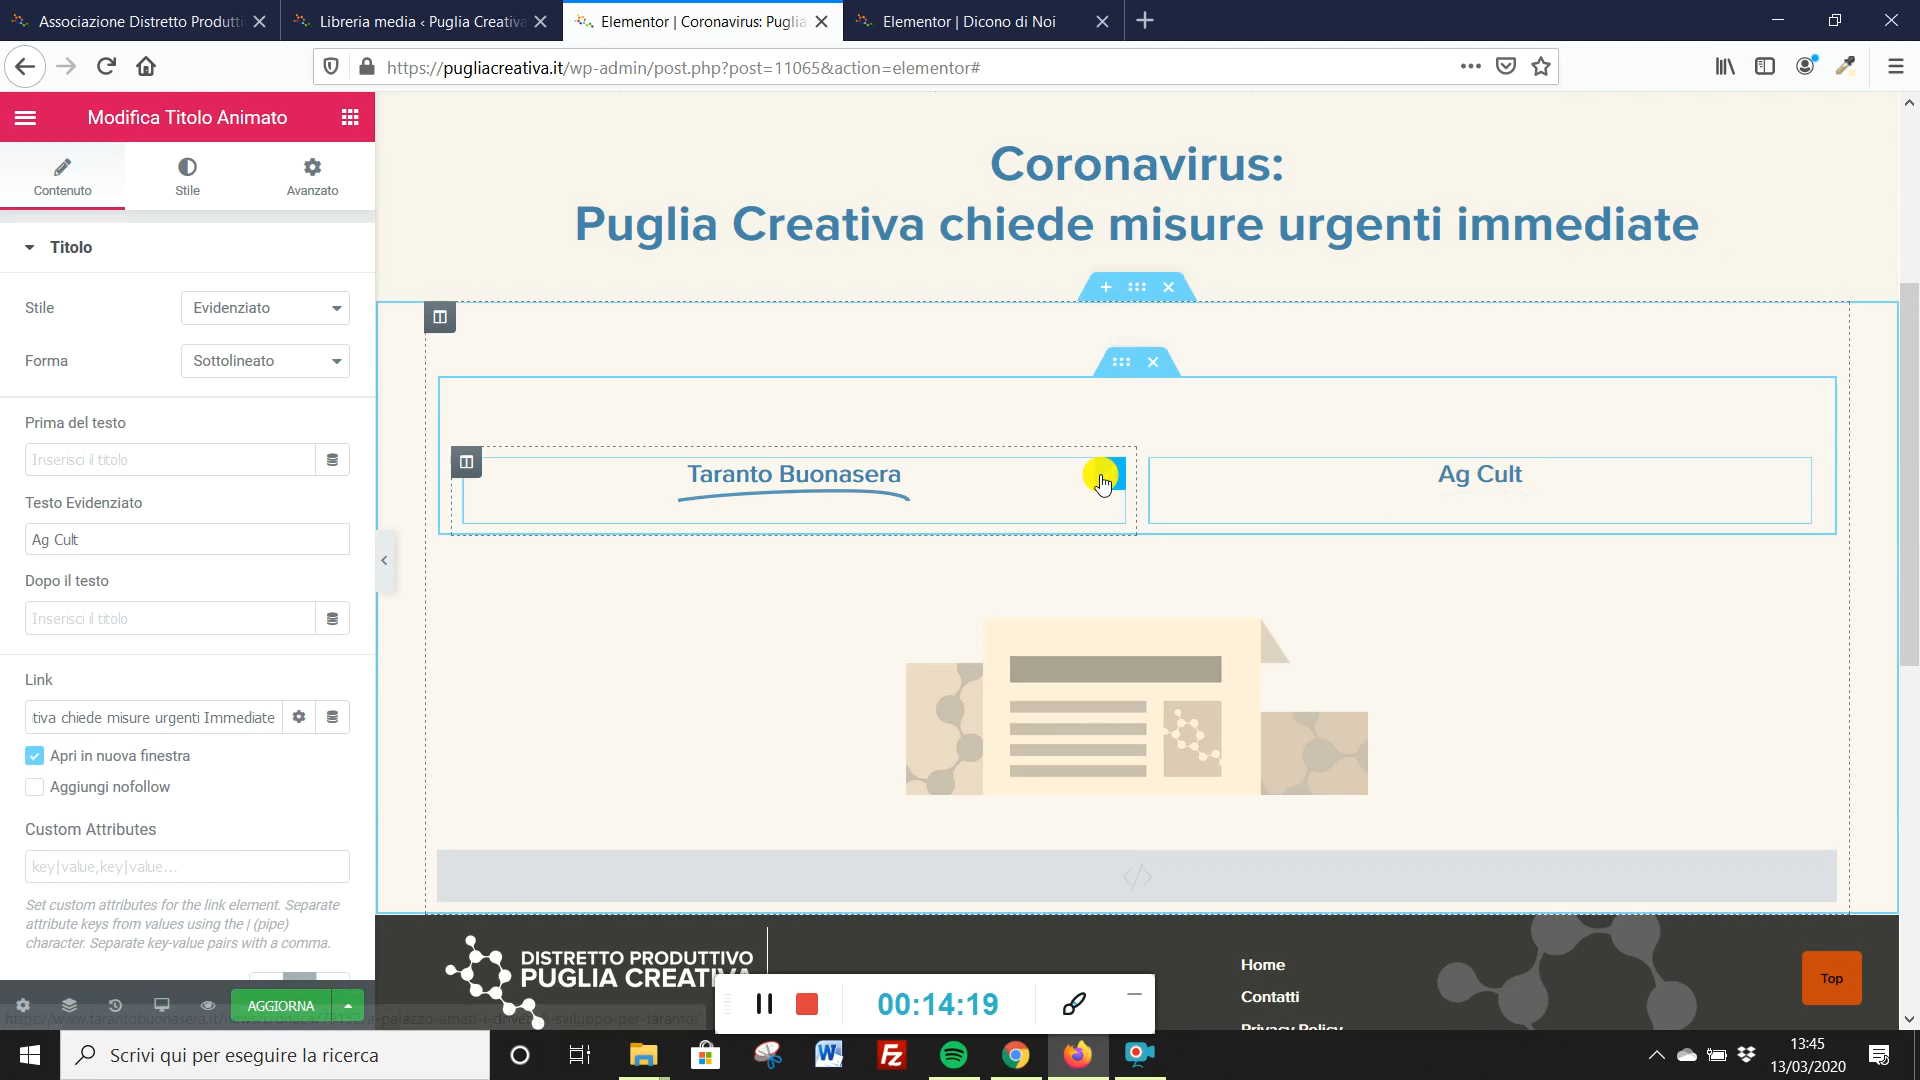 Associazione Distretto Produtti
Libreria media ‹ Puglia Creativa
Elementor | Coronavirus: Puglia
Elementor | Dicono di Noi
https://pugliacreativa.it/wp-admin/post.php?post=11065&action=elementor#
Modifica Titolo Animato
Contenuto
Stile
Avanzato
Titolo
Stile
Evidenziato
Forma
Sottolineato
Prima del testo
Inserisci il titolo
Testo Evidenziato
Ag Cult
Dopo il testo
Inserisci il titolo
Link
tiva chiede misure urgenti Immediate
Apri in nuova finestra
Aggiungi nofollow
Custom Attributes
key|value,key|value...
Set custom attributes for the link element. Separate
attribute keys from values using the | (pipe)
character. Separate key-value pairs with a comma.
AGGIORNA
Coronavirus:
Puglia Creativa chiede misure urgenti immediate
Taranto Buonasera
Ag Cult
DISTRETTO PRODUTTIVO
PUGLIA CREATIVA
Home
Contatti
Privacy Policy
Top
00:14:19
Scrivi qui per eseguire la ricerca
13:45
13/03/2020